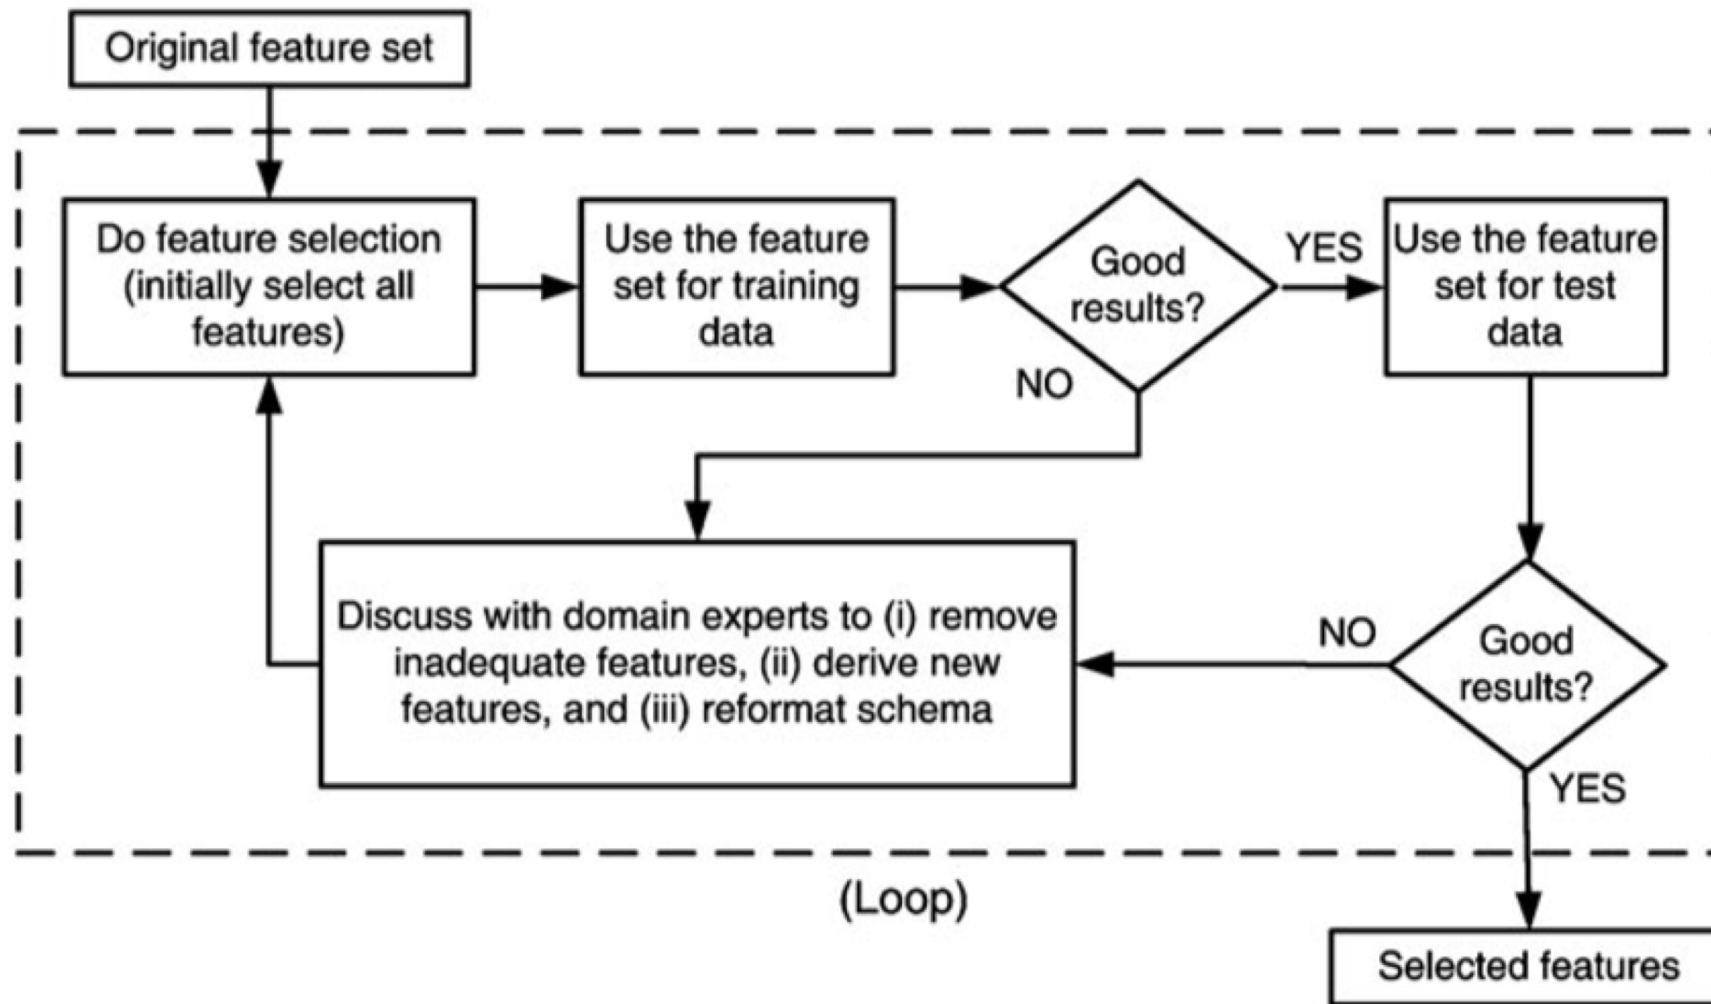 Original feature set
Do feature selection
(initially select all
features)
Use the feature
set for training
data
Good
results?
YES
NO
Use the feature
set for test
data
Discuss with domain experts to (i) remove
inadequate features, (ii) derive new
features, and (iii) reformat schema
NO
Good
results?
YES
(Loop)
Selected features